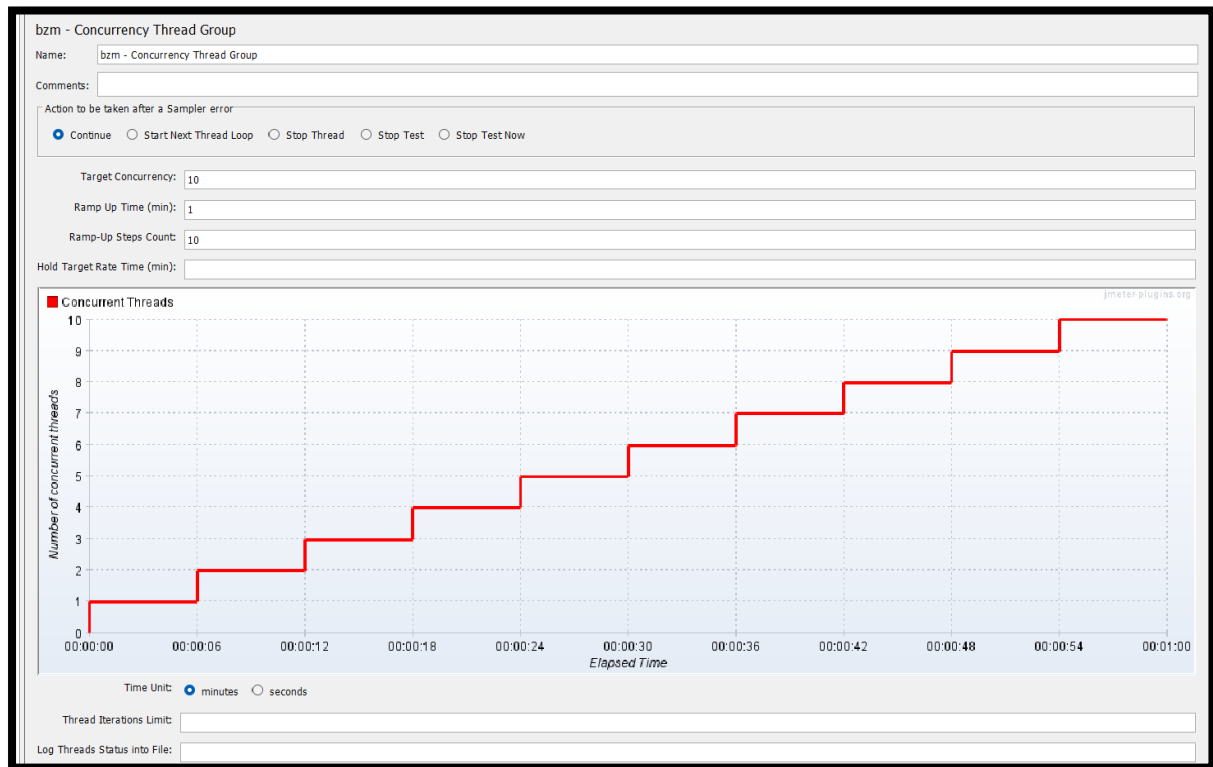 bzm - Concurrency Thread Group
Name: bzm - Concurrency Thread Group
Comments:
Action to be taken after a Sampler error
Continue Start Next Thread Loop Stop Thread Stop Test Stop Test Now
Target Concurrency: 10
Ramp Up Time (min): 1
Ramp-Up Steps Count: 10
Hold Target Rate Time (min):
Concurrent Threads
jmeter-plugins.org
10
9
8
7
6
5
4
3
2
1
0
Number of concurrent threads
00:00:00 00:00:06 00:00:12 00:00:18 00:00:24 00:00:30 00:00:36 00:00:42 00:00:48 00:00:54 00:01:00
Elapsed Time
Time Unit: minutes seconds
Thread Iterations Limit:
Log Threads Status into File: